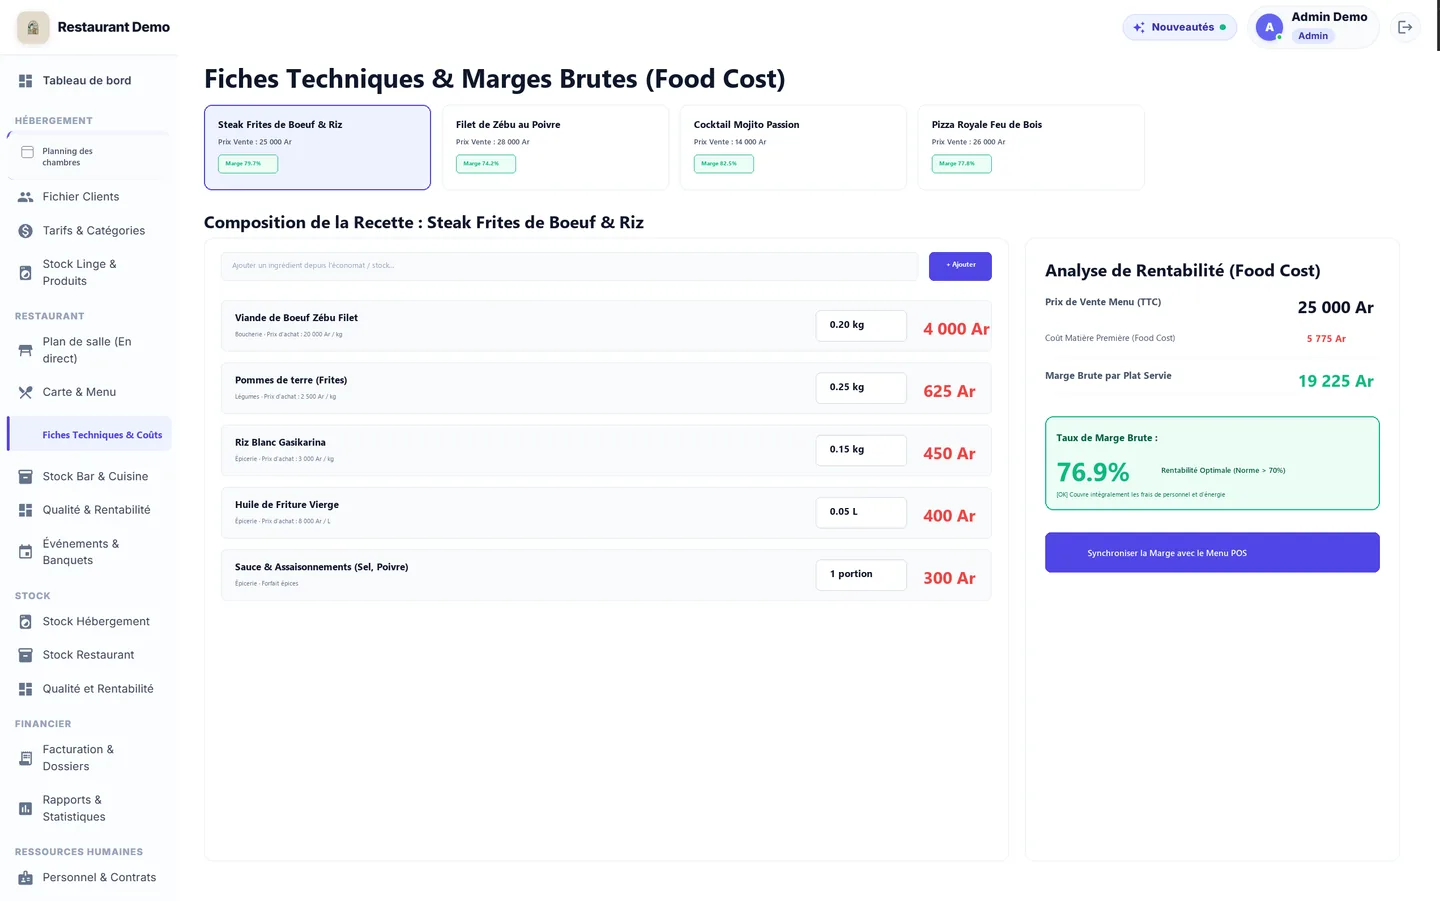 Restaurant Demo
Nouveautés
A
Admin Demo
Admin
Tableau de bord
HÉBERGEMENT
Planning des
chambres
Fichier Clients
Tarifs & Catégories
Stock Linge &
Produits
RESTAURANT
Plan de salle (En
direct)
Carte & Menu
Fiches Techniques & Coûts
Stock Bar & Cuisine
Qualité & Rentabilité
Événements &
Banquets
STOCK
Stock Hébergement
Stock Restaurant
Qualité et Rentabilité
FINANCIER
Facturation &
Dossiers
Rapports &
Statistiques
RESSOURCES HUMAINES
Personnel & Contrats
Fiches Techniques & Marges Brutes (Food Cost)
Steak Frites de Boeuf & Riz
Prix Vente : 25 000 Ar
Marge 79.7%
Filet de Zébu au Poivre
Prix Vente : 28 000 Ar
Marge 74.2%
Cocktail Mojito Passion
Prix Vente : 14 000 Ar
Marge 82.5%
Pizza Royale Feu de Bois
Prix Vente : 26 000 Ar
Marge 77.8%
Composition de la Recette : Steak Frites de Boeuf & Riz
Ajouter un ingrédient depuis l'économat / stock...
+ Ajouter
Viande de Boeuf Zébu Filet
Boucherie - Prix d'achat : 20 000 Ar / kg
0.20 kg
4 000 Ar
Pommes de terre (Frites)
Légumes - Prix d'achat : 2 500 Ar / kg
0.25 kg
625 Ar
Riz Blanc Gasikarina
Épicerie - Prix d'achat : 3 000 Ar / kg
0.15 kg
450 Ar
Huile de Friture Vierge
Épicerie - Prix d'achat : 8 000 Ar / L
0.05 L
400 Ar
Sauce & Assaisonnements (Sel, Poivre)
Épicerie - Forfait épices
1 portion
300 Ar
Analyse de Rentabilité (Food Cost)
Prix de Vente Menu (TTC)
25 000 Ar
Coût Matière Première (Food Cost)
5 775 Ar
Marge Brute par Plat Servie
19 225 Ar
Taux de Marge Brute :
76.9%
Rentabilité Optimale (Norme > 70%)
[OK] Couvre intégralement les frais de personnel et d'énergie
Synchroniser la Marge avec le Menu POS